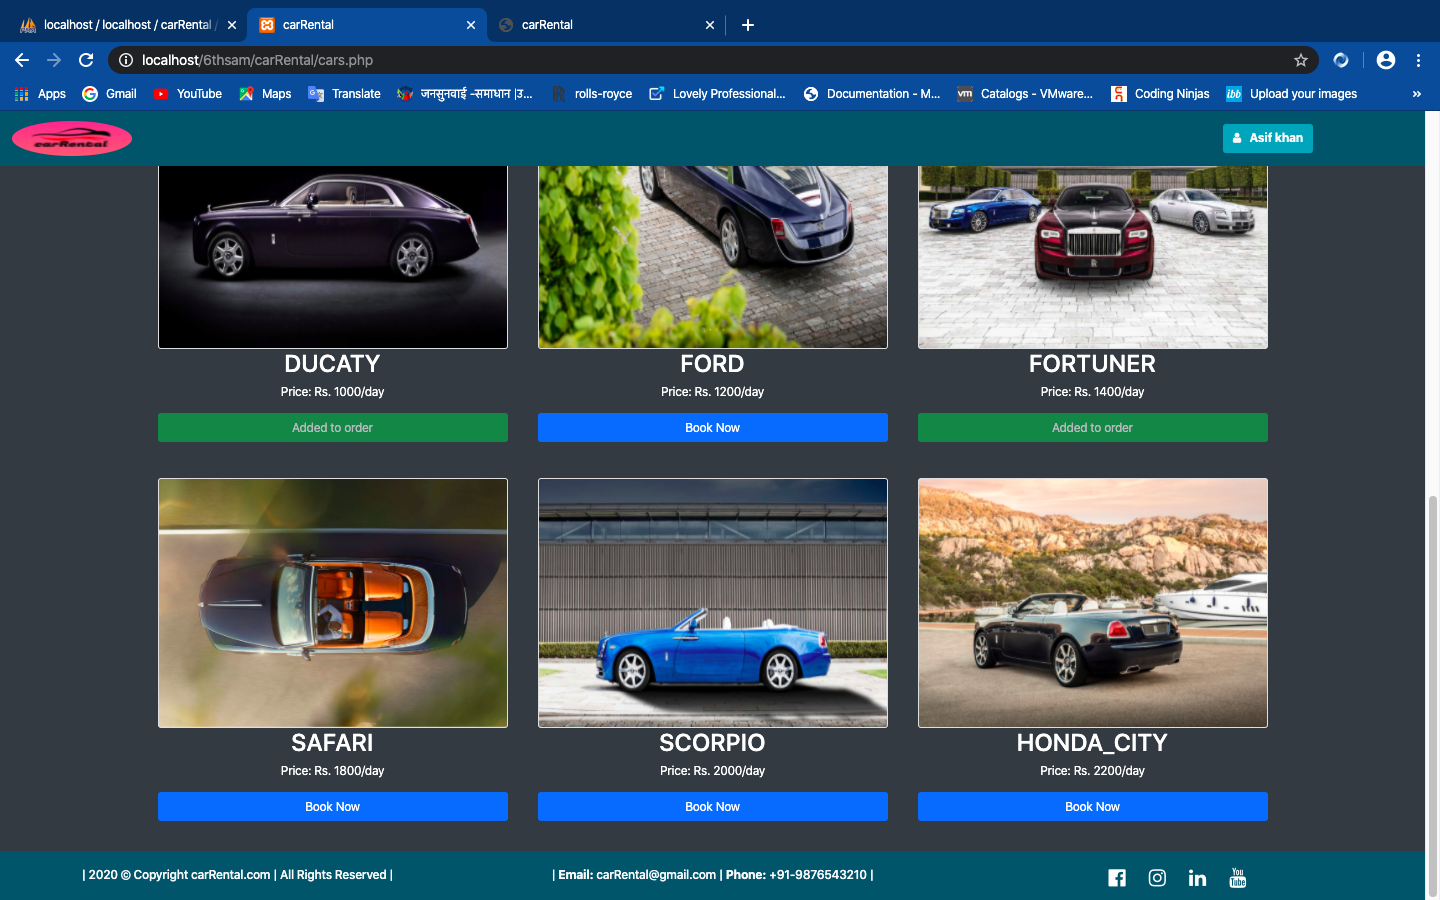 localhost / localhost / carRental /
carRental
carRental
localhost/6thsam/carRental/cars.php
Apps
Gmail
YouTube
Maps
Translate
जनसुनवाई -समाधान |उ...
rolls-royce
Lovely Professional...
Documentation - M...
vm
Catalogs - VMware...
Coding Ninjas
ibb
Upload your images
»
carRental
Asif khan
DUCATY
Price: Rs. 1000/day
Added to order
FORD
Price: Rs. 1200/day
Book Now
FORTUNER
Price: Rs. 1400/day
Added to order
SAFARI
Price: Rs. 1800/day
Book Now
SCORPIO
Price: Rs. 2000/day
Book Now
HONDA_CITY
Price: Rs. 2200/day
Book Now
| 2020 © Copyright carRental.com | All Rights Reserved |
| Email: carRental@gmail.com | Phone: +91-9876543210 |
You
Tube